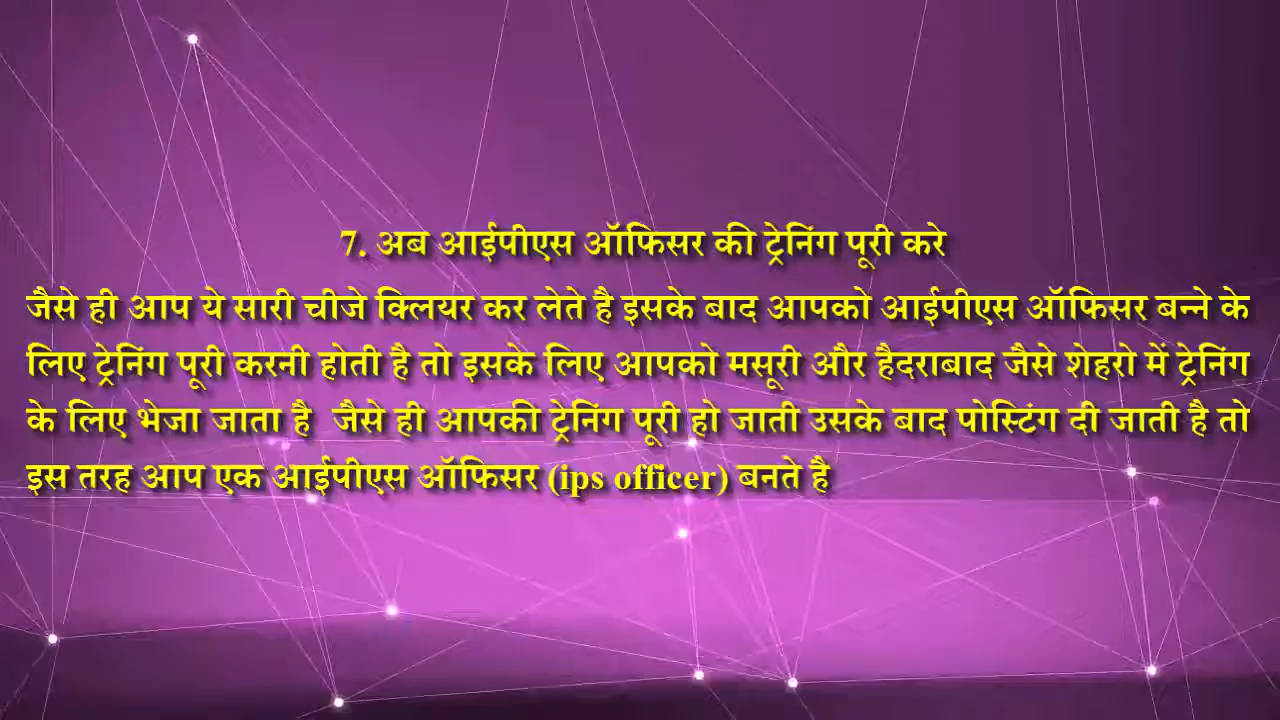 7. अब आईपीएस ऑफिसर की ट्रेनिंग पूरी करे
जैसे ही आप ये सारी चीजे क्लियर कर लेते है इसके बाद आपको आईपीएस ऑफिसर बन्ने के
लिए ट्रेनिंग पूरी करनी होती है तो इसके लिए आपको मसूरी और हैदराबाद जैसे शेहरो में ट्रेनिंग
के लिए भेजा जाता है जैसे ही आपकी ट्रेनिंग पूरी हो जाती उसके बाद पोस्टिंग दी जाती है तो
इस तरह आप एक आईपीएस ऑफिसर (ips officer) बनते है